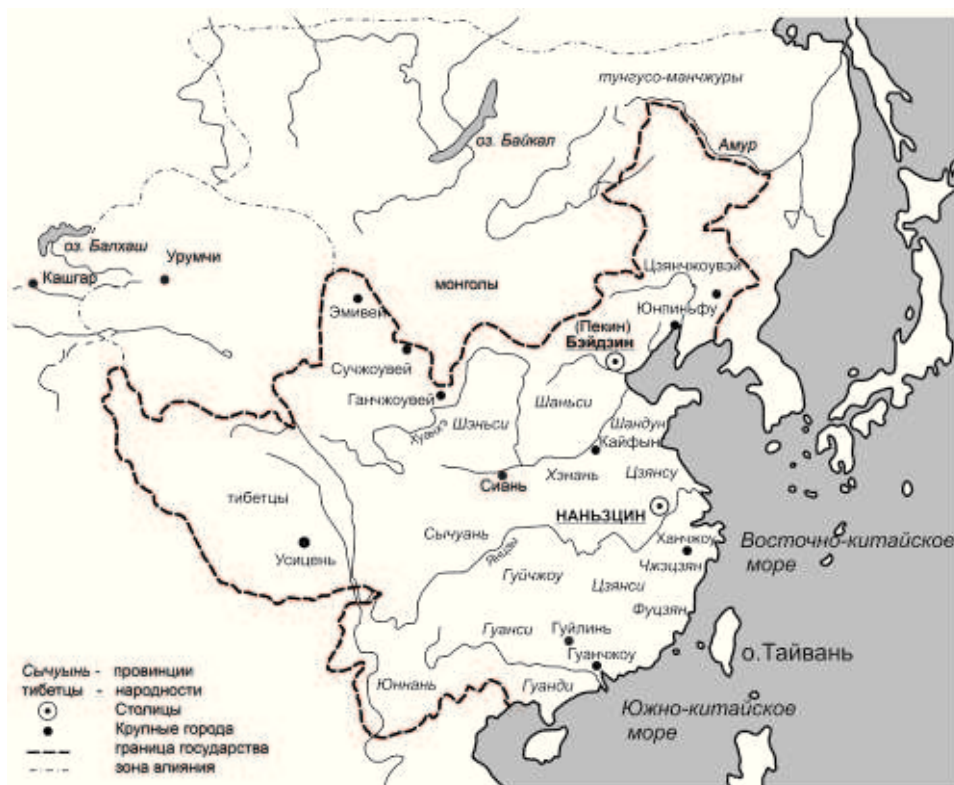 тунгусо-манчжуры
оз. Байкал
Амур
оз. Балхаш
Урумчи
Кашгар
монголы
Цзянчжоувэй
Эмивей
Юнпиньфу
(Пекин)
Бэйдзин
Сучжоувей
Ганчжоувей
Шаньси
Хуанхэ
Шэньси
Шандун
Кайфын
Сиань
Хэнань
Цзянсу
тибетцы
НАНЬЗЦИН
Сычуань
Усицень
Янцзы
Ханчжоу
Восточно-китайское
море
Чжэцзян
Гуйчжоу
Цзянси
Фуцзян
Гуанси
Гуйлинь
Гуанчжоу
о.Тайвань
Юннань
Гуанди
Южно-китайское
море
Сычуынь - провинции
тибетцы - народности
Столицы
Крупные города
граница государства
зона влияния